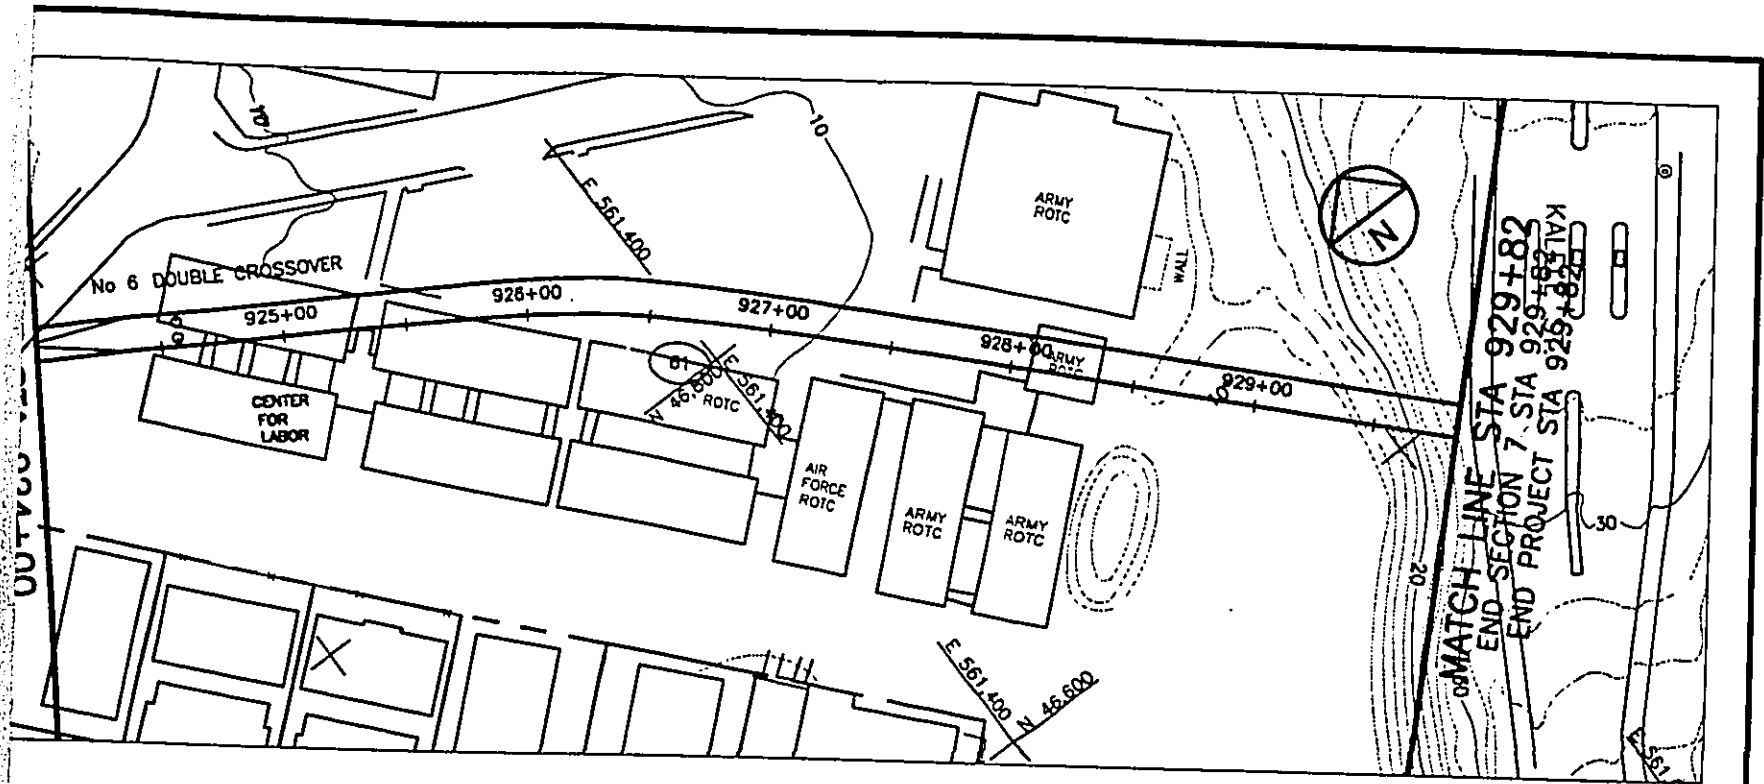 10
10
E 561,400
ARMY
ROTC
WALL
N
No 6 DOUBLE CROSSOVER
925+00
926+00
927+00
928+00
929+00
ARMY
10
61
E 561,400
N 46,600
ROTC
CENTER
FOR
LABOR
AIR
FORCE
ROTC
ARMY
ROTC
ARMY
ROTC
30
20
MATCH LINE STA 929+82
END SECTION 7 STA 929+82
END PROJECT STA 929+82
E 561,400
N 46,600
E 561